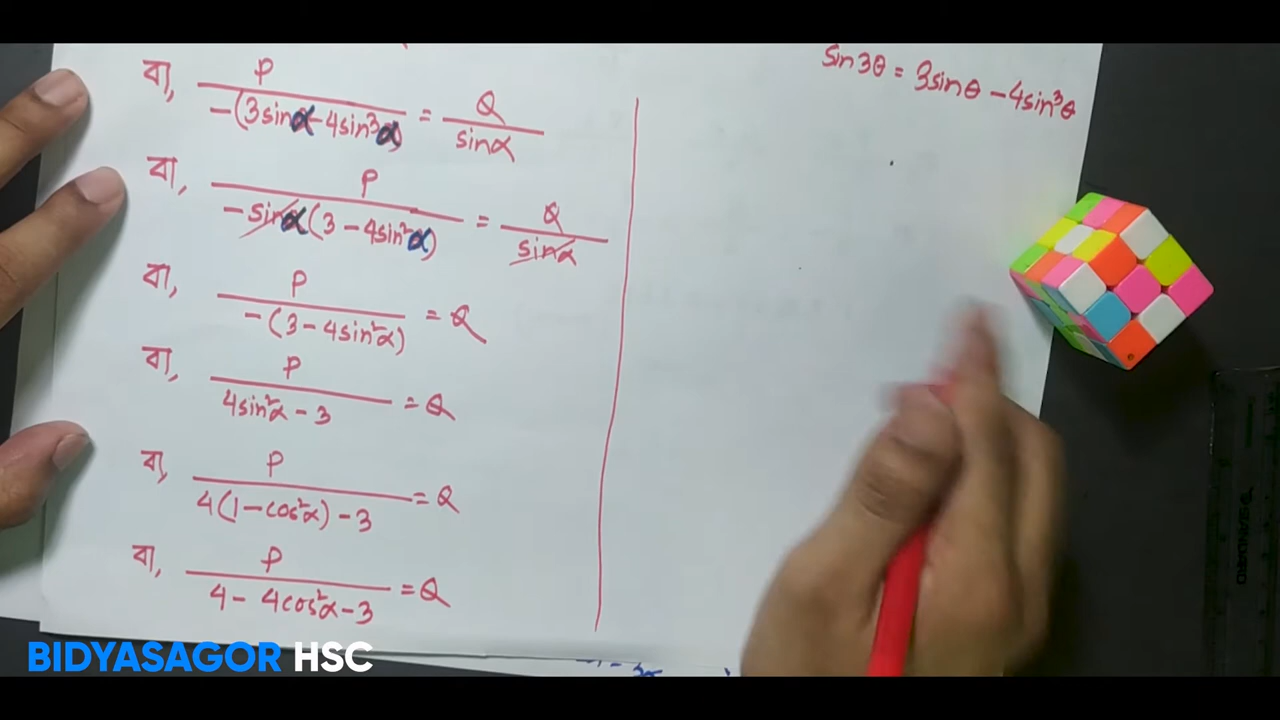 বা, P / -(3sinα - 4sin³α) = Q / sinα
বা, P / -sinα(3 - 4sin²α) = Q / sinα
বা, P / -(3 - 4sin²α) = Q
বা, P / 4sin²α - 3 = Q
বা, P / 4(1 - cos²α) - 3 = Q
বা, P / 4 - 4cos²α - 3 = Q
sin3θ = 3sinθ - 4sin³θ
BIDYASAGOR HSC